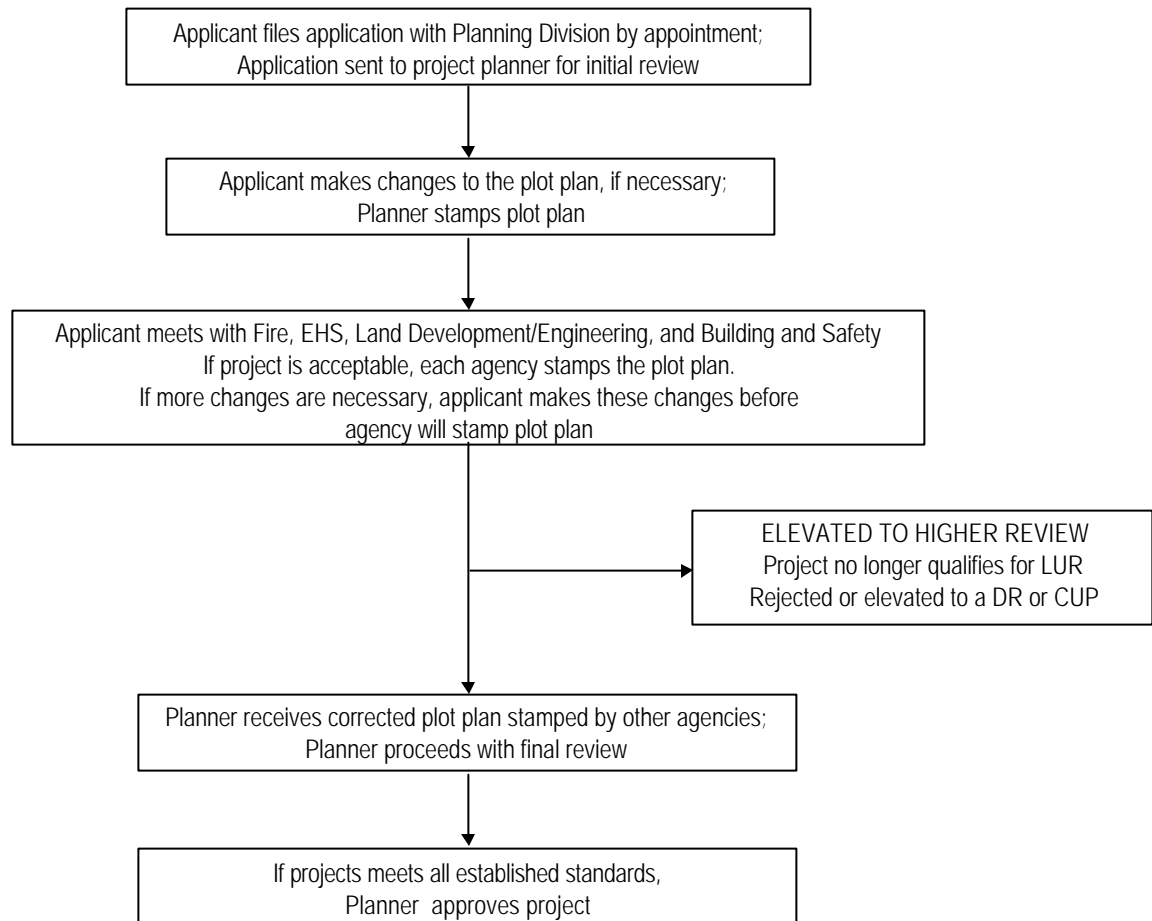 Applicant files application with Planning Division by appointment;
Application sent to project planner for initial review
Applicant makes changes to the plot plan, if necessary;
Planner stamps plot plan
Applicant meets with Fire, EHS, Land Development/Engineering, and Building and Safety
If project is acceptable, each agency stamps the plot plan.
If more changes are necessary, applicant makes these changes before
agency will stamp plot plan
ELEVATED TO HIGHER REVIEW
Project no longer qualifies for LUR
Rejected or elevated to a DR or CUP
Planner receives corrected plot plan stamped by other agencies;
Planner proceeds with final review
If projects meets all established standards,
Planner approves project